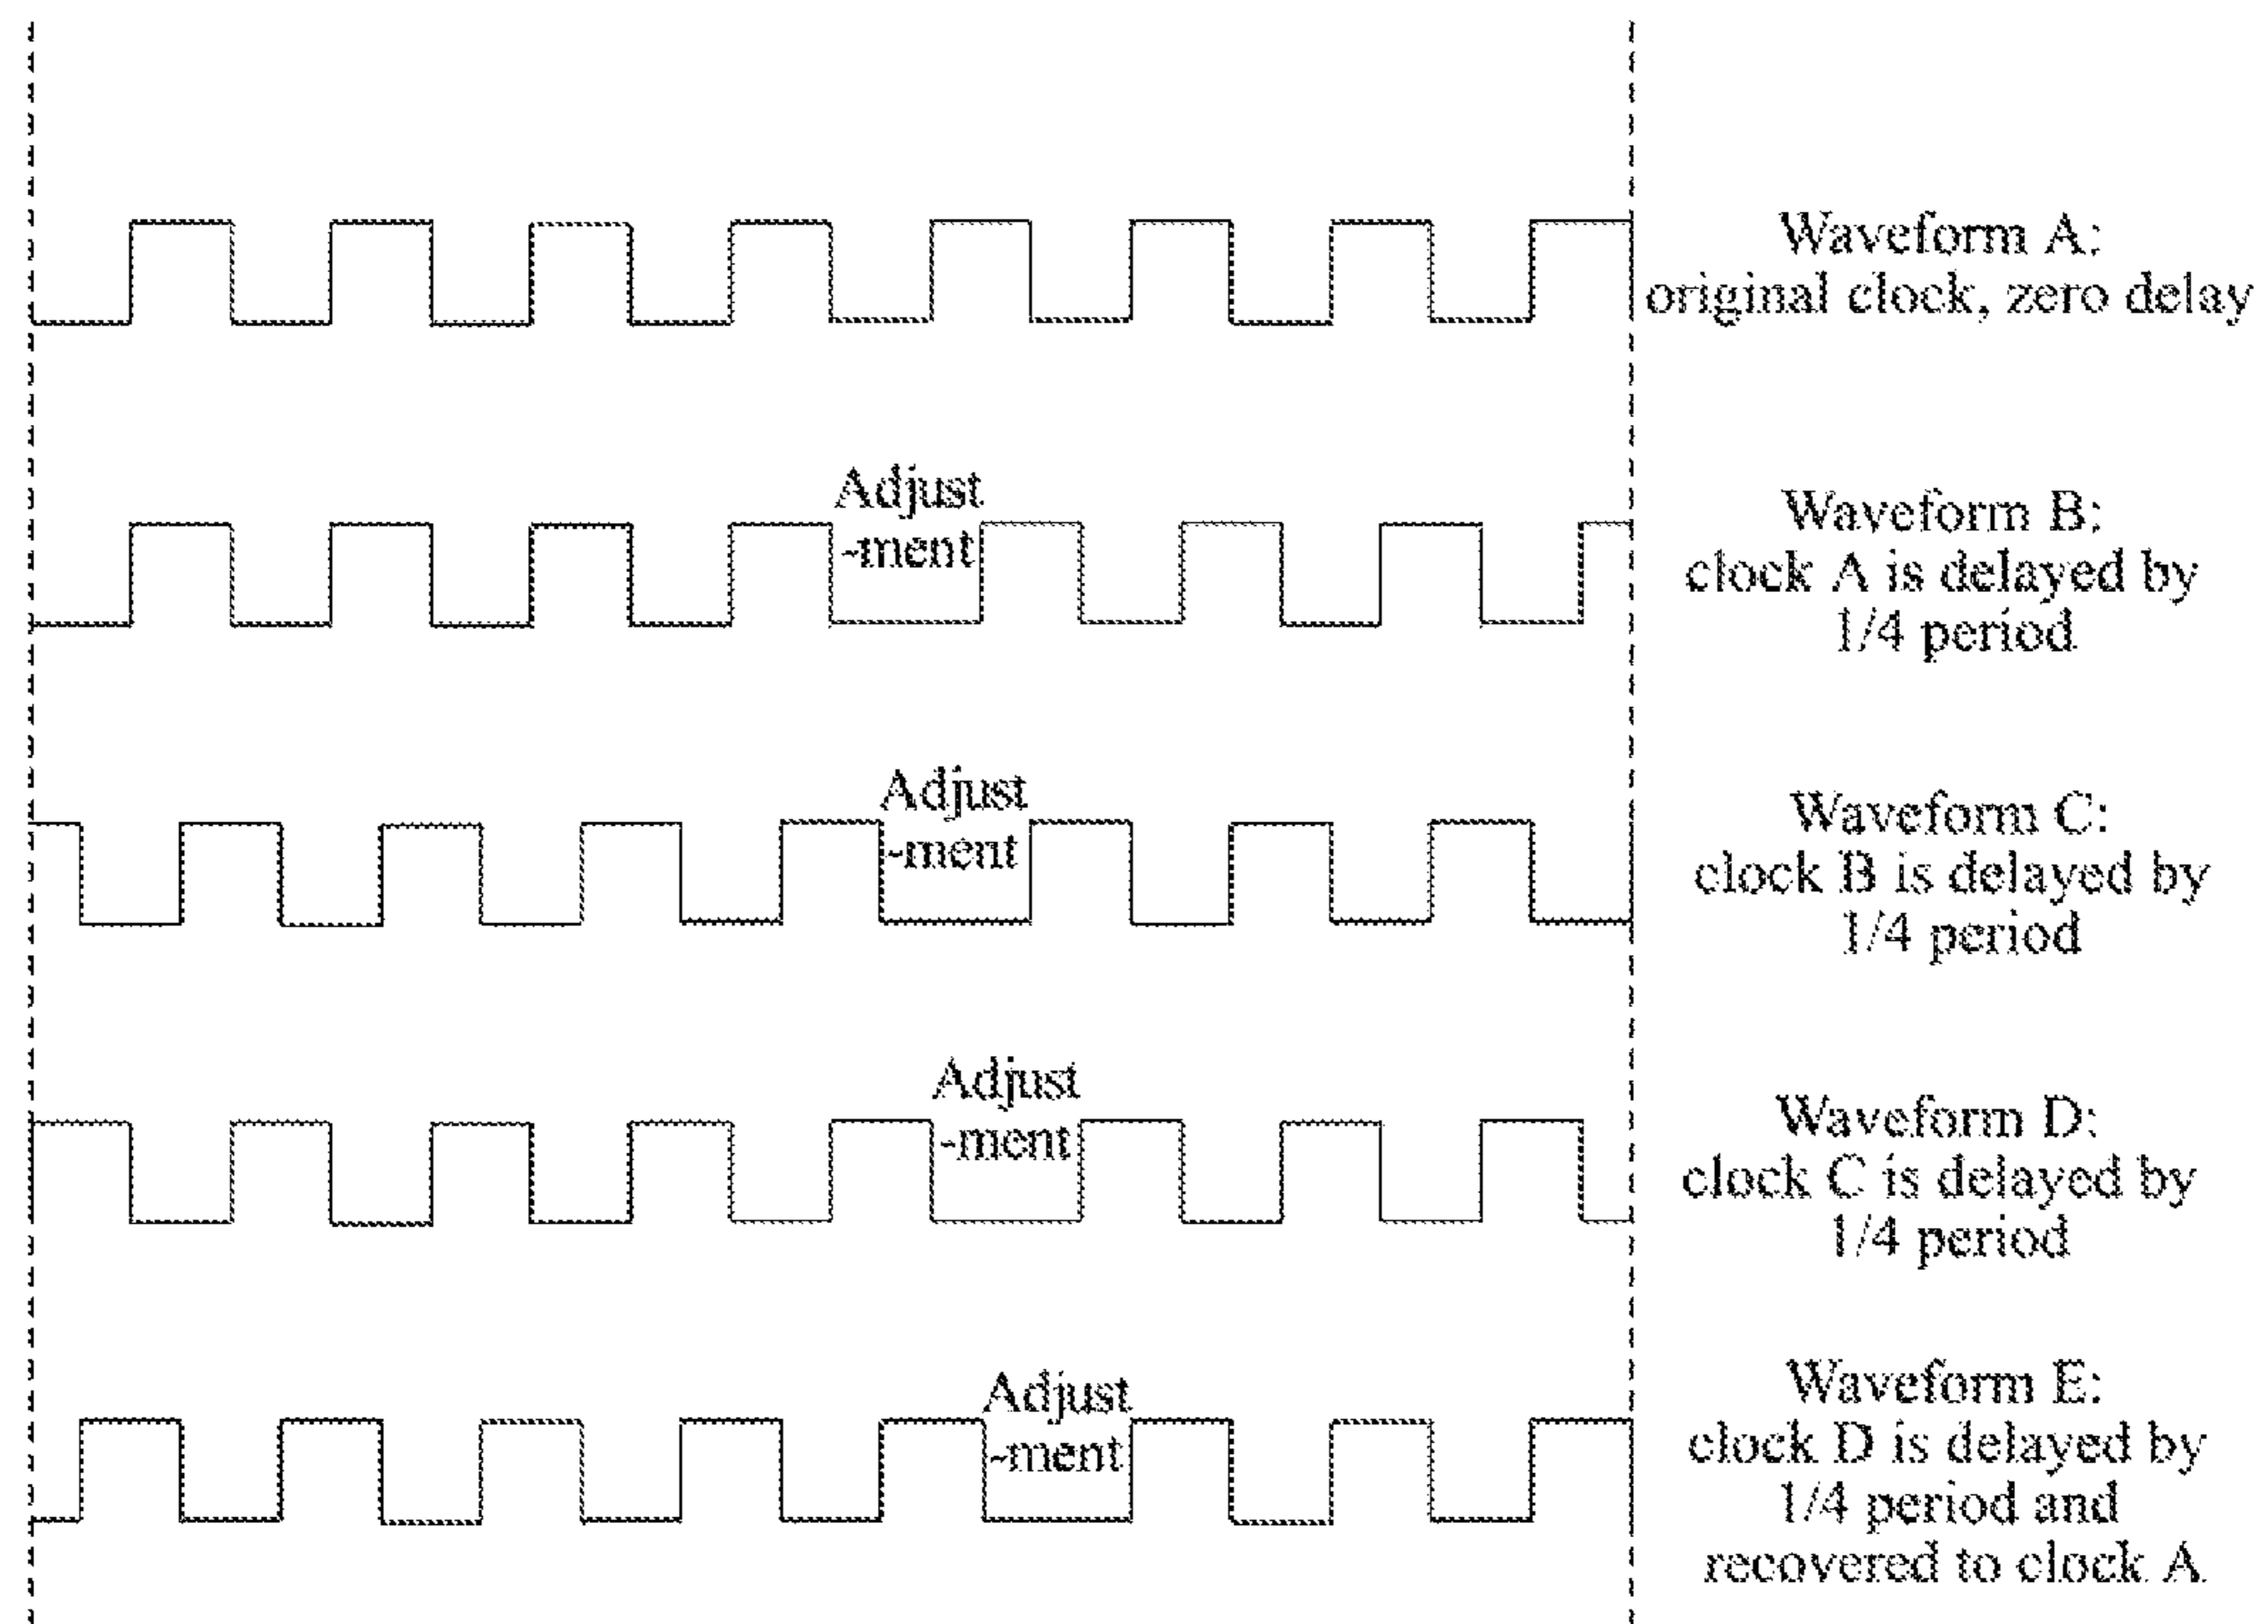 Waveform A:
original clock, zero delay
Adjust
-ment
Waveform B:
clock A is delayed by
1/4 period
Adjust
-ment
Waveform C:
clock B is delayed by
1/4 period
Adjust
-ment
Waveform D:
clock C is delayed by
1/4 period
Adjust
-ment
Waveform E:
clock D is delayed by
1/4 period and
recovered to clock A